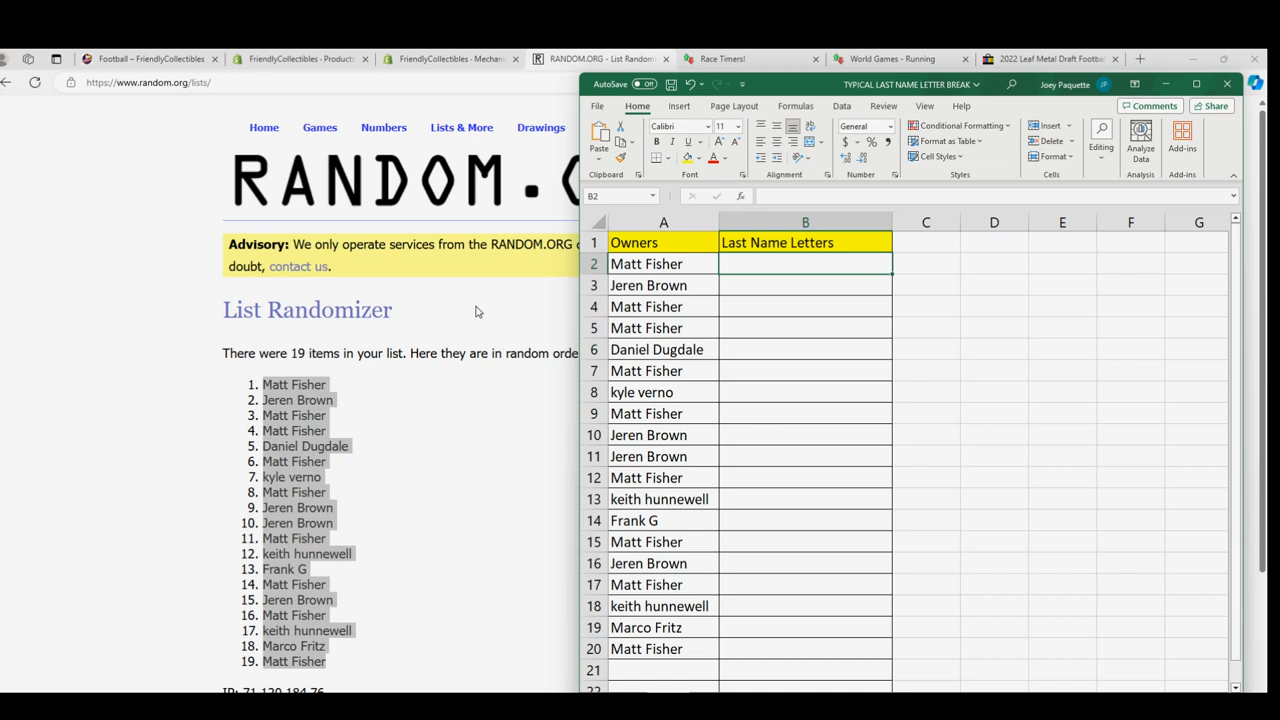 Football – FriendlyCollectibles
FriendlyCollectibles · Products
FriendlyCollectibles · Mechan
RANDOM.ORG - List Random
Race Timers!
World Games - Running
2022 Leaf Metal Draft Footbal
https://www.random.org/lists/
Home Games Numbers Lists & More Drawings
RANDOM.O
Advisory: We only operate services from the RANDOM.ORG
doubt, contact us.
List Randomizer
There were 19 items in your list. Here they are in random orde
1. Matt Fisher
2. Jeren Brown
3. Matt Fisher
4. Matt Fisher
5. Daniel Dugdale
6. Matt Fisher
7. kyle verno
8. Matt Fisher
9. Jeren Brown
10. Jeren Brown
11. Matt Fisher
12. keith hunnewell
13. Frank G
14. Matt Fisher
15. Jeren Brown
16. Matt Fisher
17. keith hunnewell
18. Marco Fritz
19. Matt Fisher
AutoSave Off
TYPICAL LAST NAME LETTER BREAK
Joey Paquette JP
File Home Insert Page Layout Formulas Data Review View Help
Comments Share
Paste
Calibri 11
B I U
General
$ % 9
Conditional Formatting
Format as Table
Cell Styles
Insert
Delete
Format
Editing
Analyze
Data
Add-ins
Clipboard Font Alignment Number Styles Cells Analysis Add-ins
B2 fx
A B C D E F G
1 Owners Last Name Letters
2 Matt Fisher
3 Jeren Brown
4 Matt Fisher
5 Matt Fisher
6 Daniel Dugdale
7 Matt Fisher
8 kyle verno
9 Matt Fisher
10 Jeren Brown
11 Jeren Brown
12 Matt Fisher
13 keith hunnewell
14 Frank G
15 Matt Fisher
16 Jeren Brown
17 Matt Fisher
18 keith hunnewell
19 Marco Fritz
20 Matt Fisher
21
22